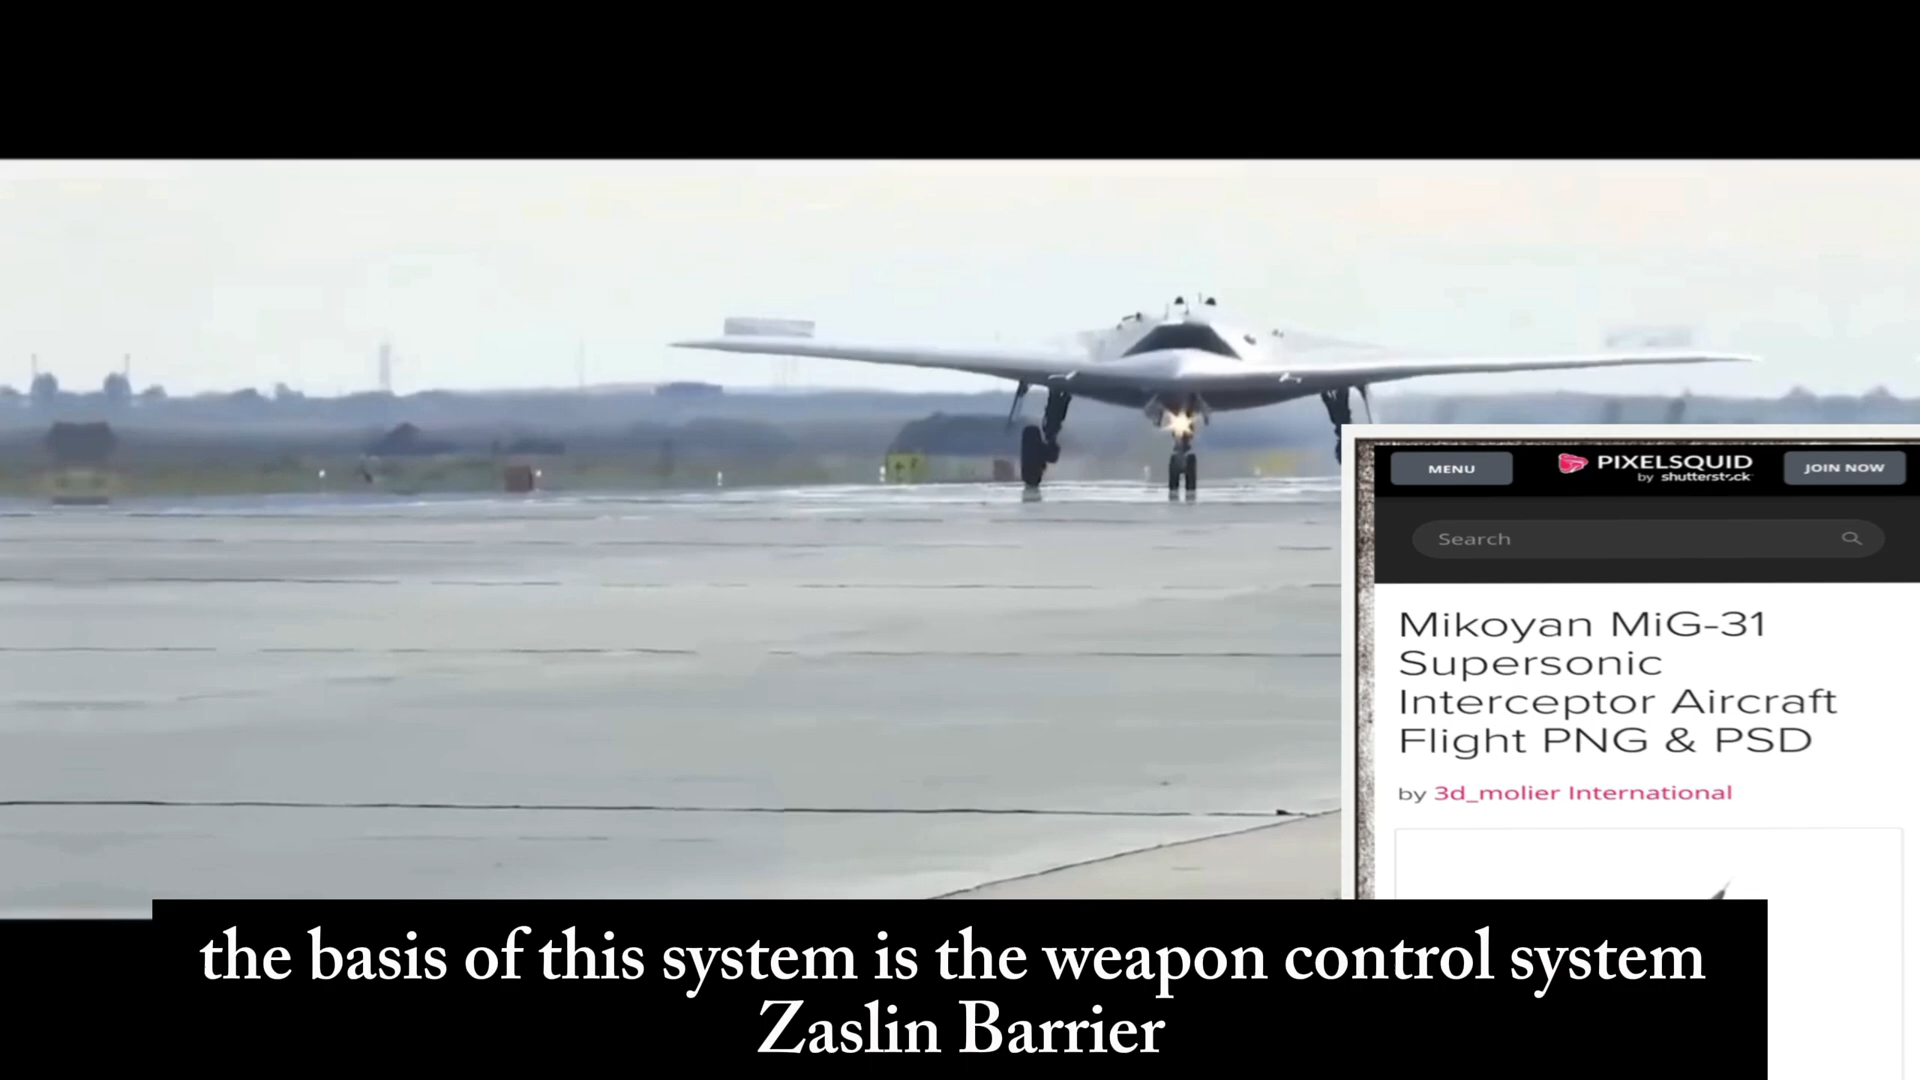 MENU
PIXELSQUID
by shutterstock
JOIN NOW
Search
Mikoyan MiG-31
Supersonic
Interceptor Aircraft
Flight PNG & PSD
by 3d_molier International
the basis of this system is the weapon control system
Zaslin Barrier